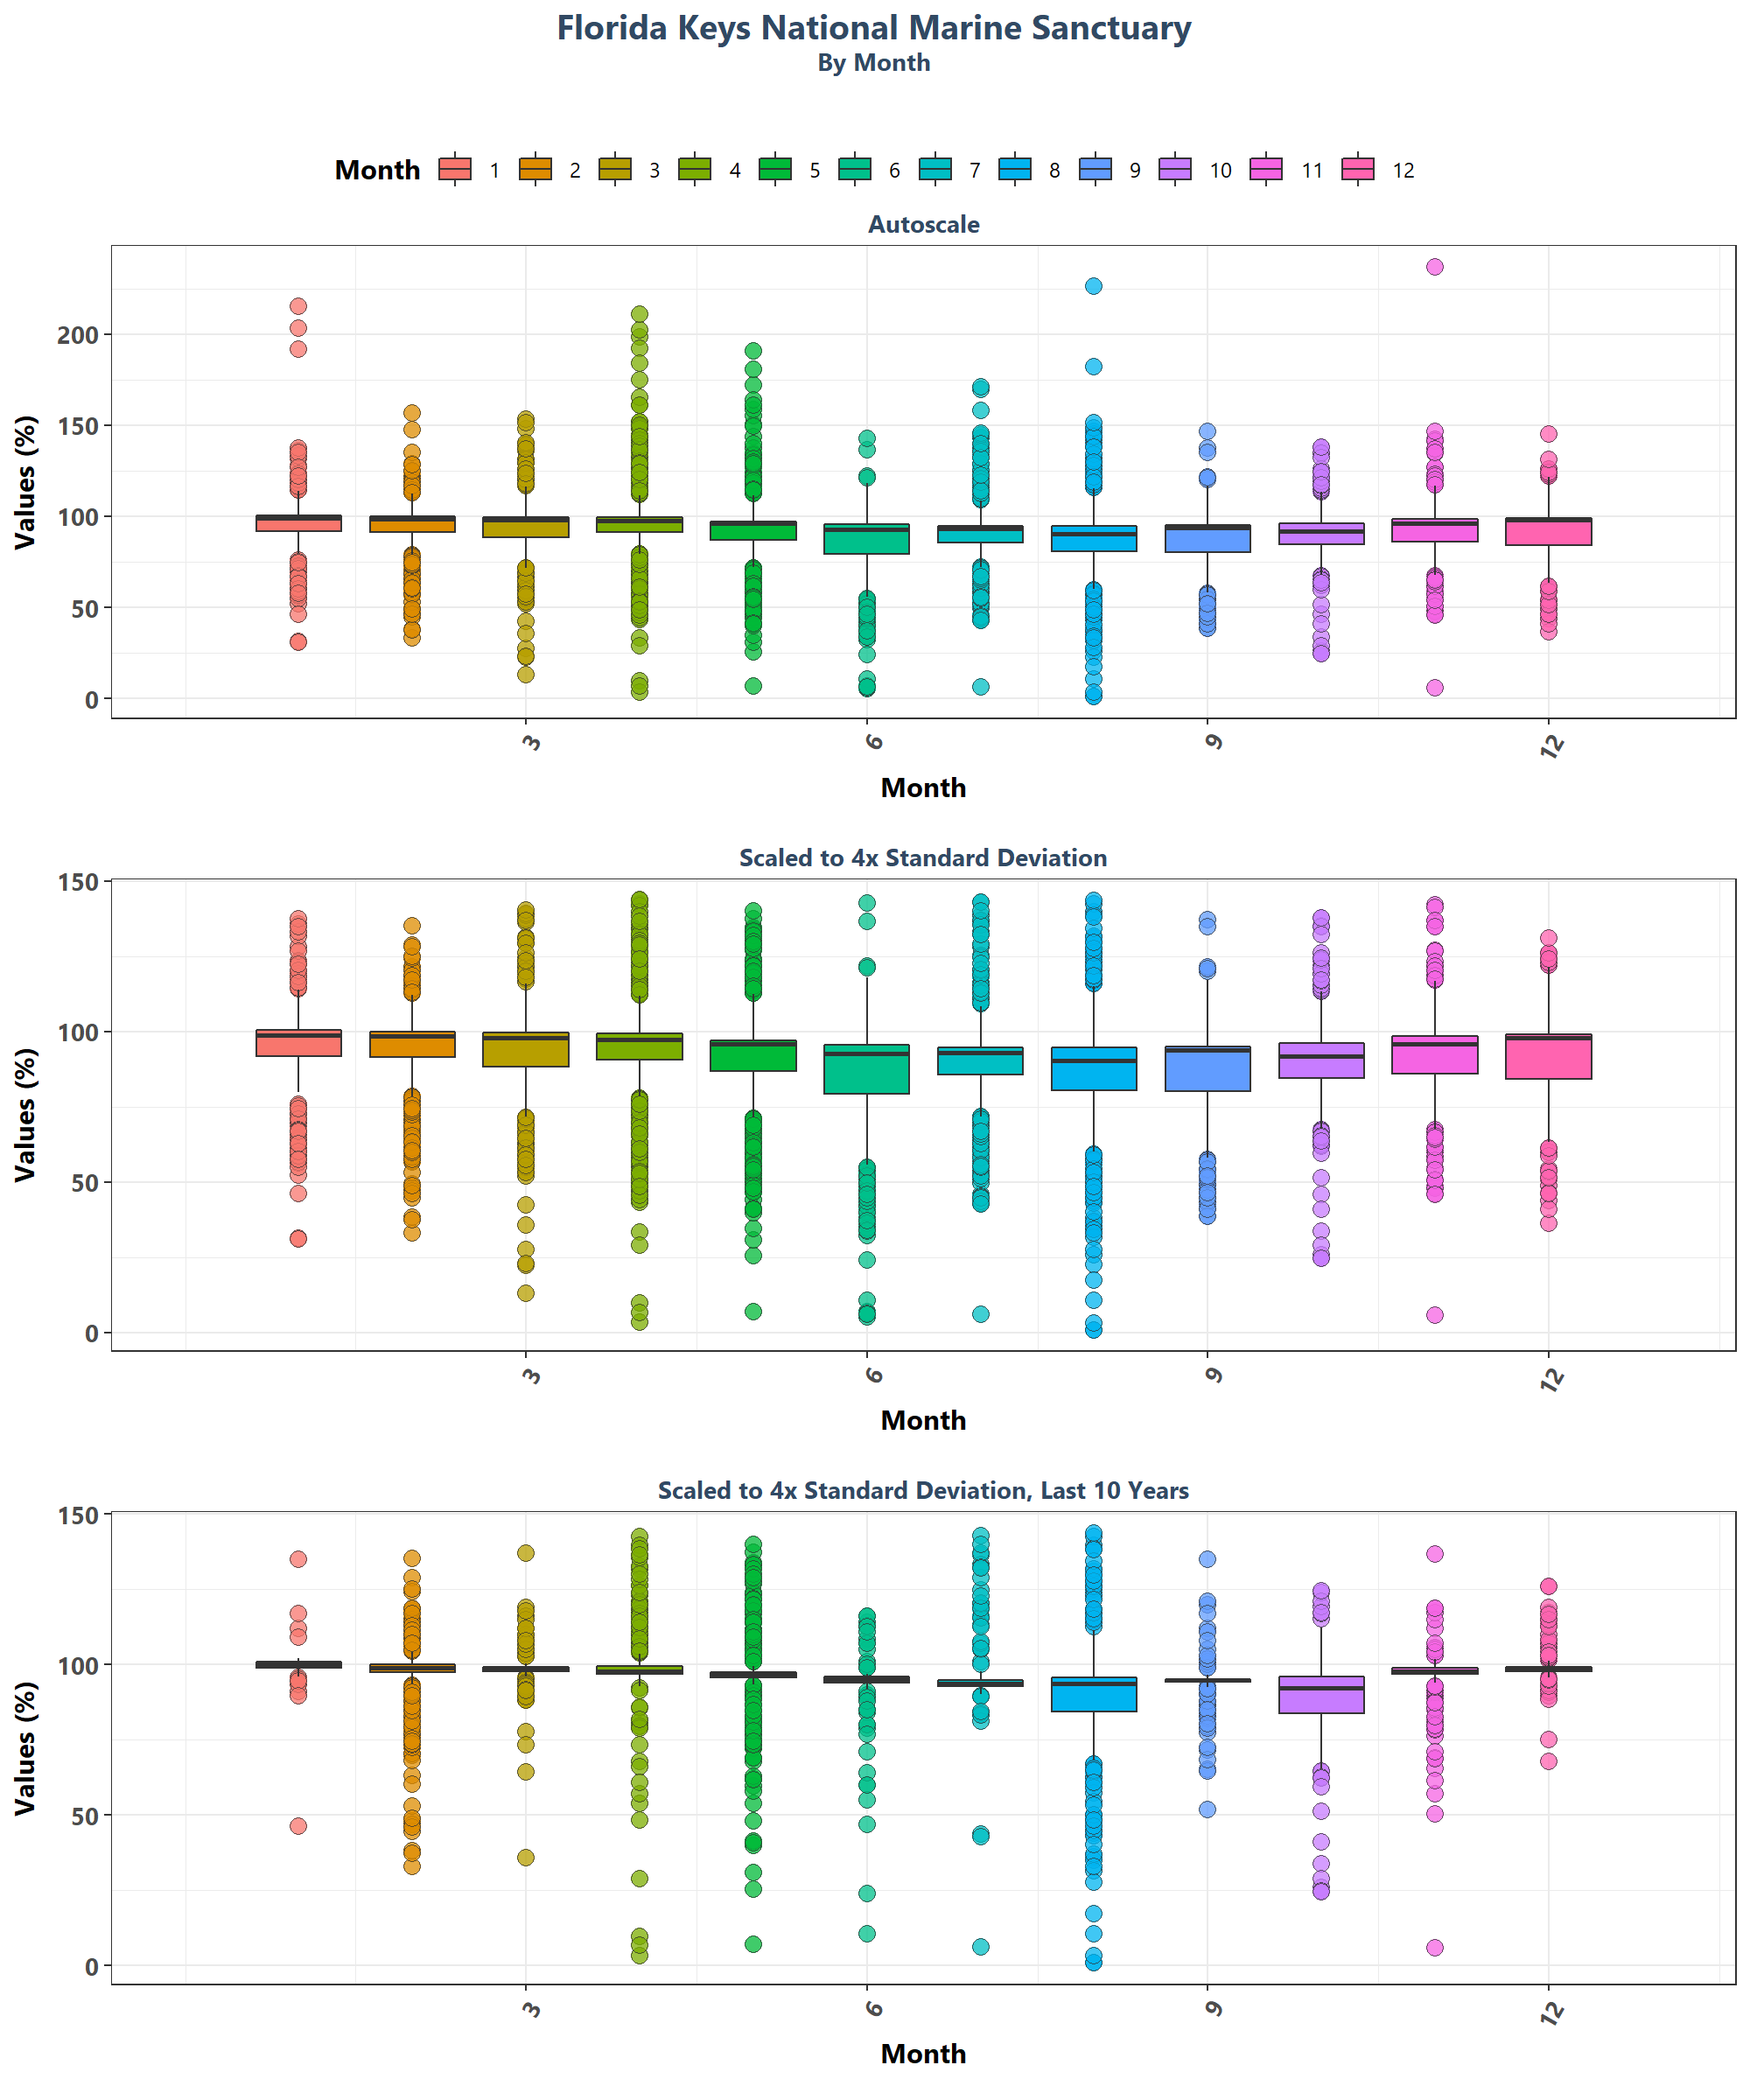 Florida Keys National Marine Sanctuary
By Month
Month 1 2 3 4 5 6 7 8 9 10 11 12
Autoscale
Values (%)
200
150
100
50
0
3 6 9 12
Month
Scaled to 4x Standard Deviation
Values (%)
150
100
50
0
3 6 9 12
Month
Scaled to 4x Standard Deviation, Last 10 Years
Values (%)
150
100
50
0
3 6 9 12
Month